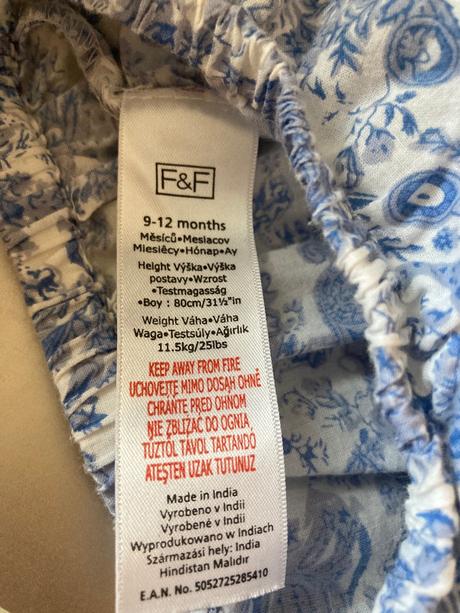 F&F
9-12 months
Měsíců•Mesiacov
Miesięcy•Hónap•Ay
Height Výška•Výška
postavy•Wzrost
•Testmagasság
•Boy : 80cm/31½"in
Weight Váha•Váha
Waga•Testsúly•Ağırlık
11.5kg/25lbs
KEEP AWAY FROM FIRE
UCHOVEJTE MIMO DOSAH OHNĚ
CHRÁŇTE PRED OHNOM
NIE ZBLIŻAĆ DO OGNIA,
TŰZTŐL TÁVOL TARTANDÓ
ATEŞTEN UZAK TUTUNUZ
Made in India
Vyrobeno v Indii
Vyrobené v Indii
Wyprodukowano w Indiach
Származási hely: India
Hindistan Malıdır
E.A.N. No. 5052725285410